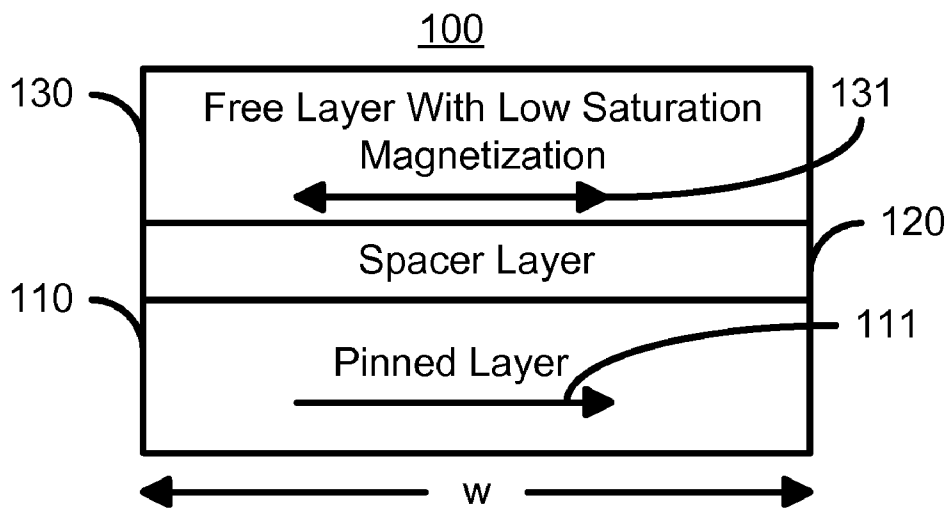 100
130
Free Layer With Low Saturation
Magnetization
131
120
Spacer Layer
110
111
Pinned Layer
w